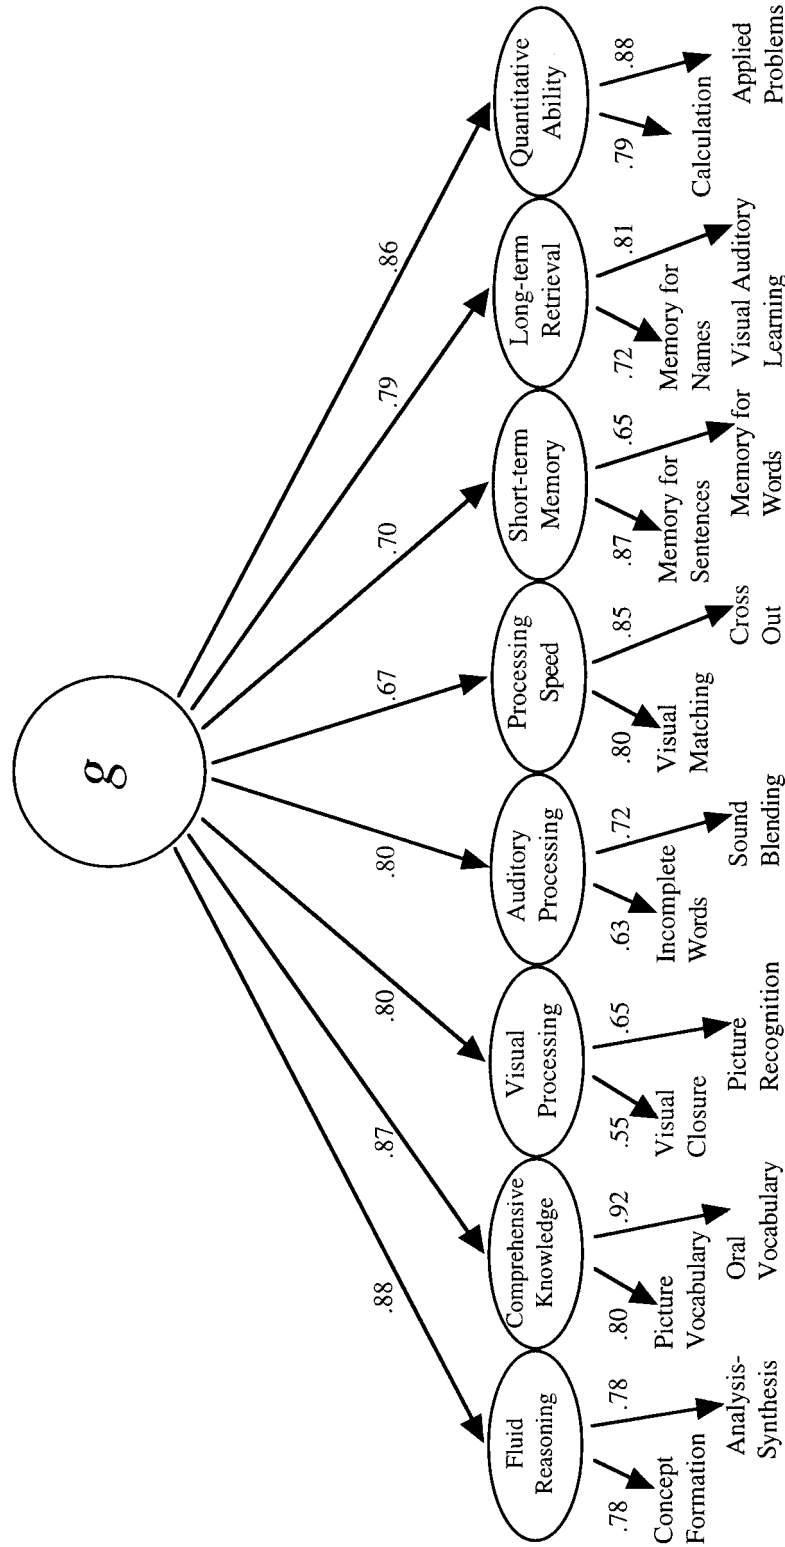 g
.88
.87
.80
.80
.67
.70
.79
.86
Fluid
Reasoning
Comprehensive
Knowledge
Visual
Processing
Auditory
Processing
Processing
Speed
Short-term
Memory
Long-term
Retrieval
Quantitative
Ability
.78
.78
.80
.92
.55
.65
.63
.72
.80
.85
.87
.65
.72
.81
.79
.88
Concept
Formation
Analysis-
Synthesis
Picture
Vocabulary
Oral
Vocabulary
Visual
Closure
Picture
Recognition
Incomplete
Words
Sound
Blending
Visual
Matching
Cross
Out
Memory for
Sentences
Memory for
Words
Memory for
Names
Visual Auditory
Learning
Calculation
Applied
Problems